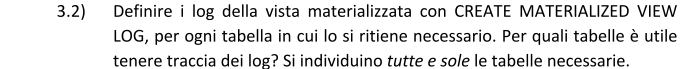 3.2) Definire i log della vista materializzata con CREATE MATERIALIZED VIEW
LOG, per ogni tabella in cui lo si ritiene necessario. Per quali tabelle è utile
tenere traccia dei log? Si individuino tutte e sole le tabelle necessarie.